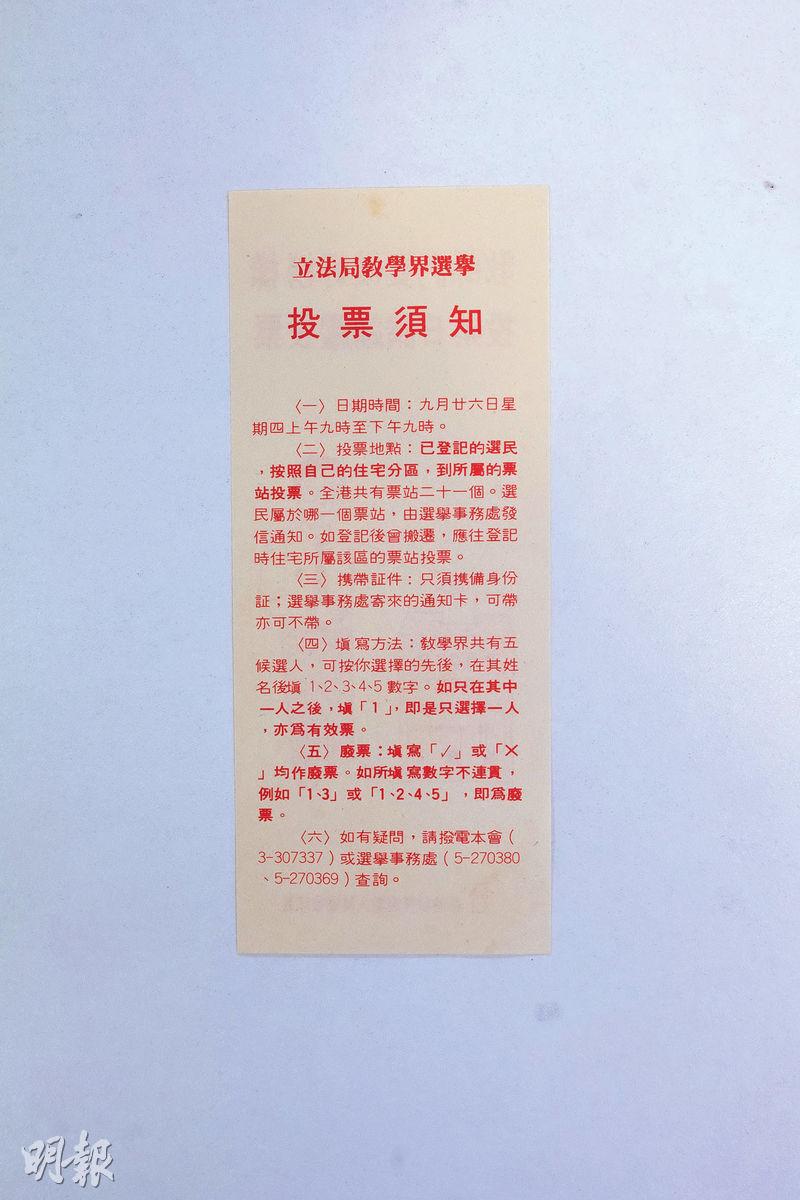 立法局教學界選舉
投票須知
〈一〉日期時間：九月廿六日星
期四上午九時至下午九時。
〈二〉投票地點：已登記的選民
，按照自己的住宅分區，到所屬的票
站投票。全港共有票站二十一個。選
民屬於哪一個票站，由選舉事務處發
信通知。如登記後曾搬遷，應往登記
時住宅所屬該區的票站投票。
〈三〉携帶証件：只須携備身份
証；選舉事務處寄來的通知卡，可帶
亦可不帶。
〈四〉塡寫方法：教學界共有五
候選人，可按你選擇的先後，在其姓
名後塡1、2、3、4、5數字。如只在其中
一人之後，塡「1」，即是只選擇一人
，亦爲有效票。
〈五〉廢票：塡寫「✓」或「✕
」均作廢票。如所塡寫數字不連貫，
例如「1、3」或「1、2、4、5」，即爲廢
票。
〈六〉如有疑問，請撥電本會（
3-307337）或選舉事務處（5-270380
、5-270369）查詢。
明報